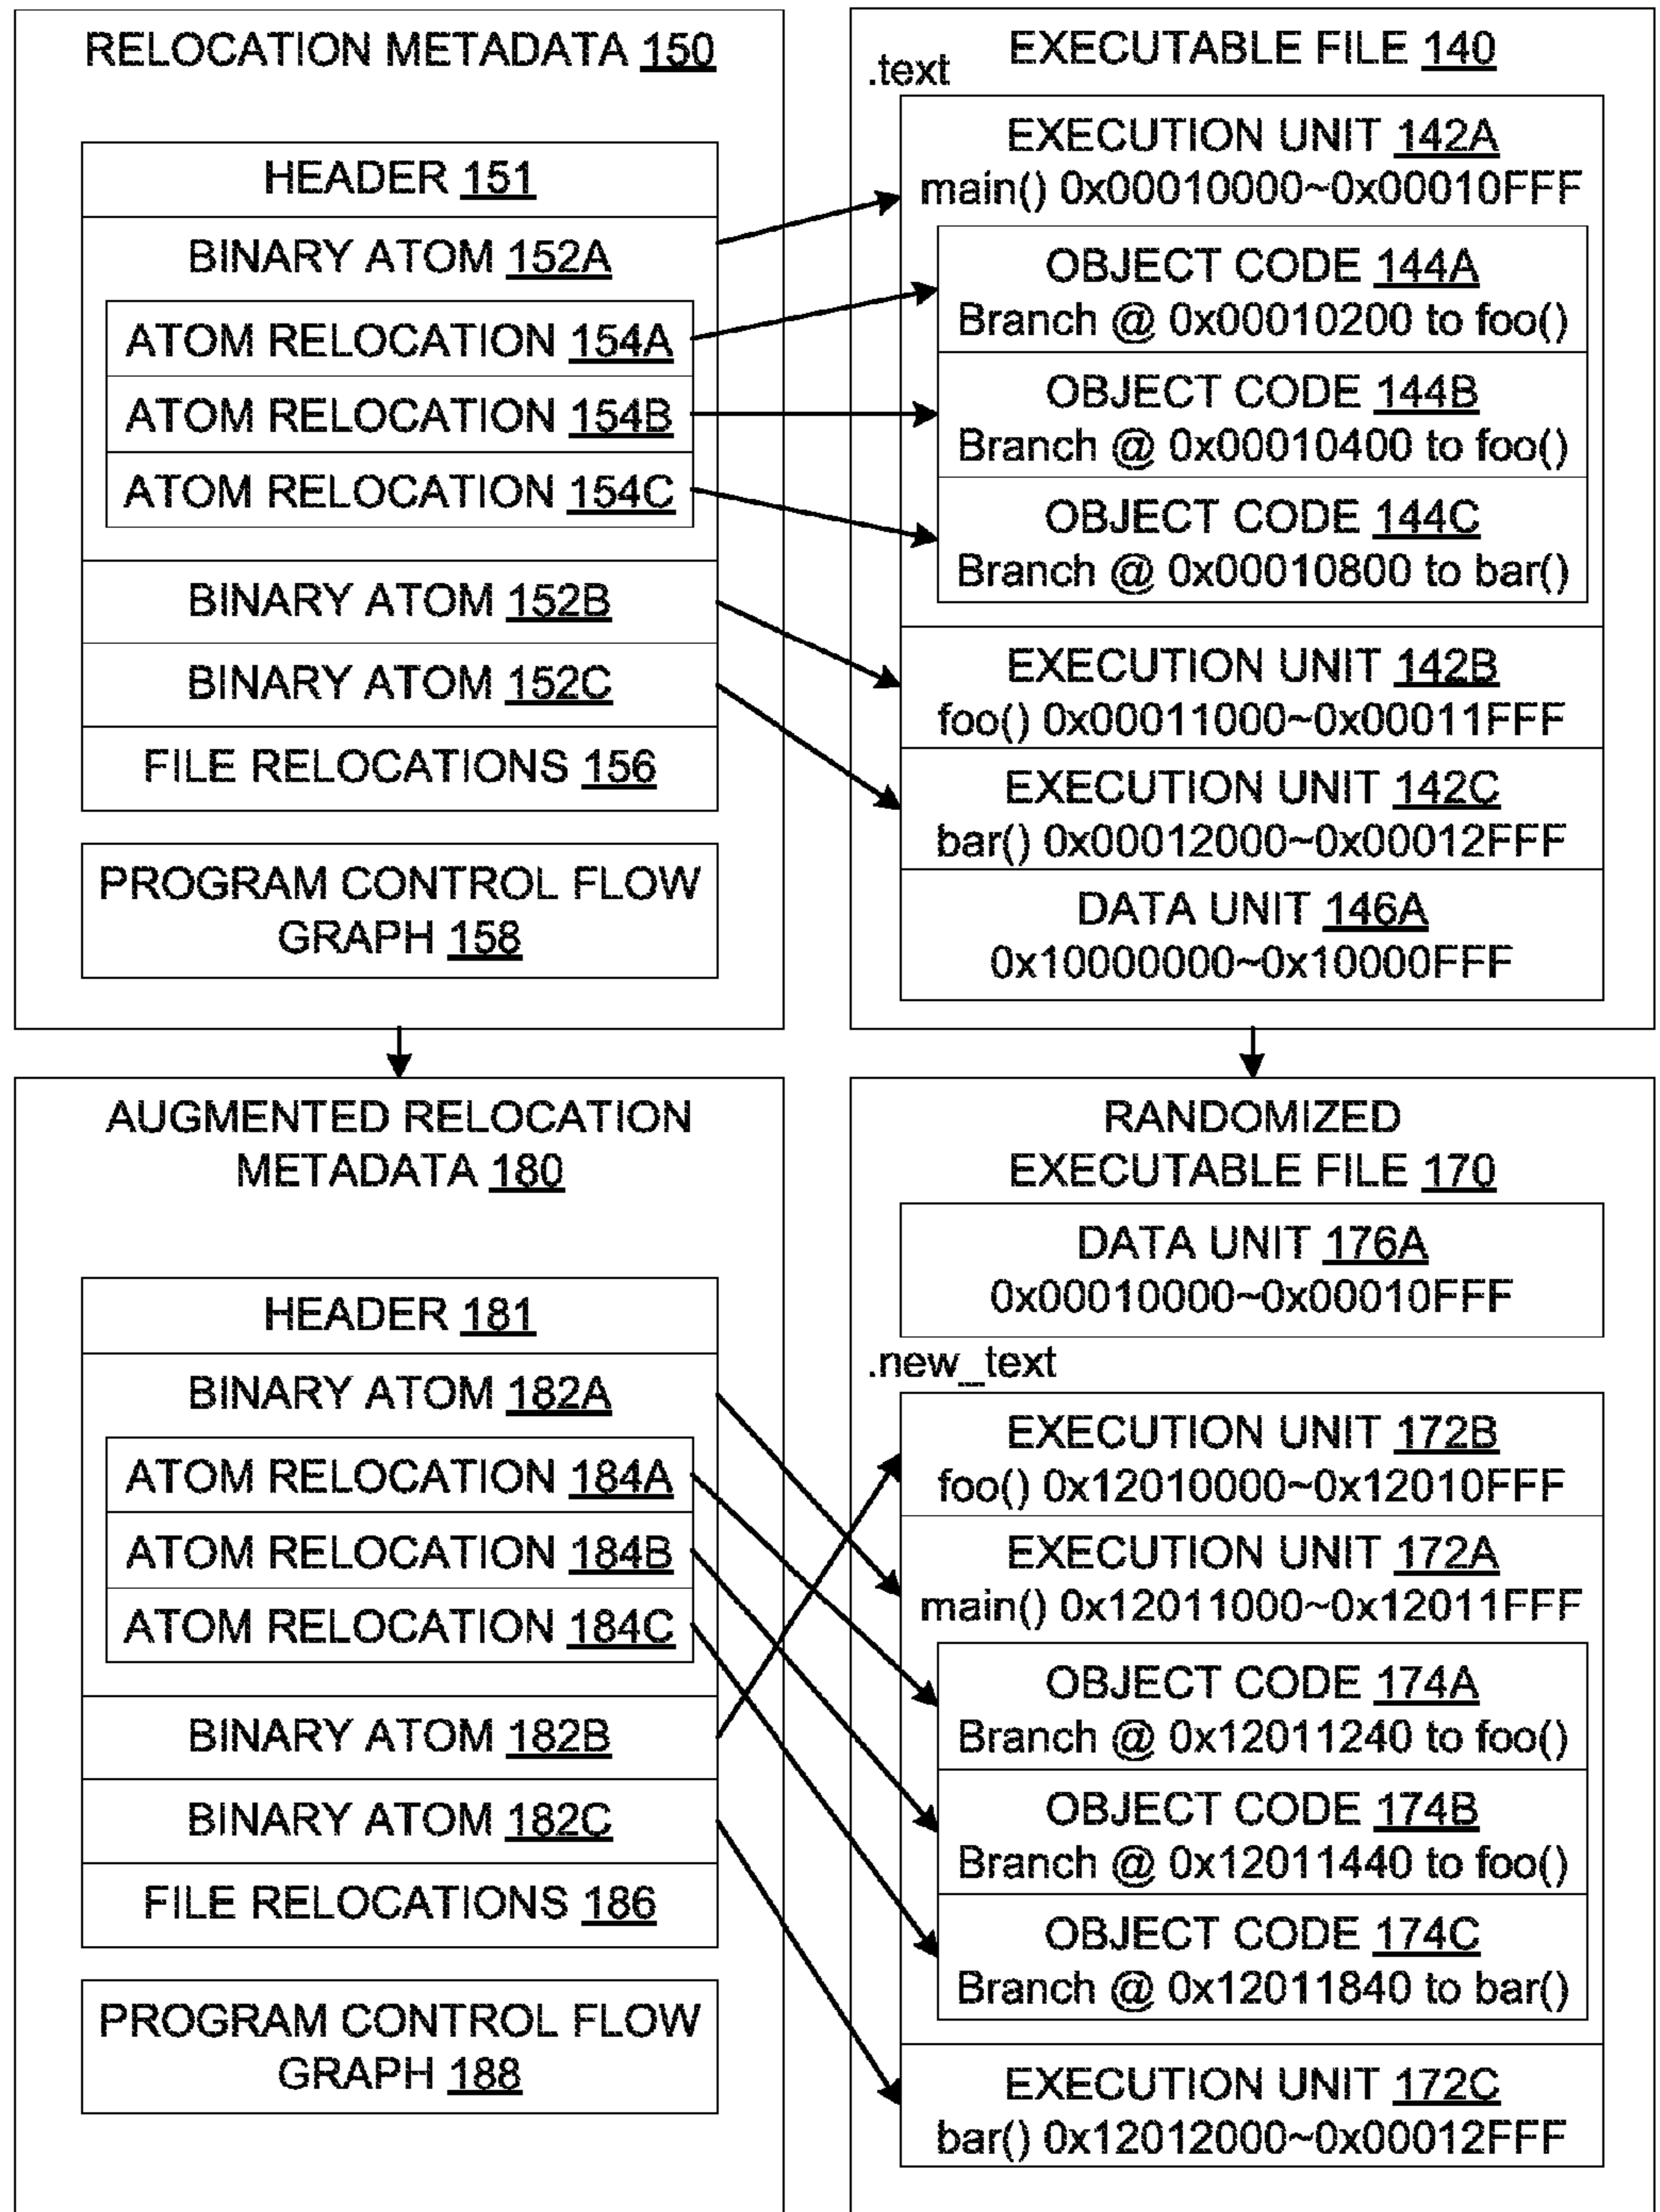 RELOCATION METADATA 150
HEADER 151
BINARY ATOM 152A
ATOM RELOCATION 154A
ATOM RELOCATION 154B
ATOM RELOCATION 154C
BINARY ATOM 152B
BINARY ATOM 152C
FILE RELOCATIONS 156
PROGRAM CONTROL FLOW
GRAPH 158
EXECUTABLE FILE 140
.text
EXECUTION UNIT 142A
main() 0x00010000~0x00010FFF
OBJECT CODE 144A
Branch @ 0x00010200 to foo()
OBJECT CODE 144B
Branch @ 0x00010400 to foo()
OBJECT CODE 144C
Branch @ 0x00010800 to bar()
EXECUTION UNIT 142B
foo() 0x00011000~0x00011FFF
EXECUTION UNIT 142C
bar() 0x00012000~0x00012FFF
DATA UNIT 146A
0x10000000~0x10000FFF
AUGMENTED RELOCATION
METADATA 180
HEADER 181
BINARY ATOM 182A
ATOM RELOCATION 184A
ATOM RELOCATION 184B
ATOM RELOCATION 184C
BINARY ATOM 182B
BINARY ATOM 182C
FILE RELOCATIONS 186
PROGRAM CONTROL FLOW
GRAPH 188
RANDOMIZED
EXECUTABLE FILE 170
DATA UNIT 176A
0x00010000~0x00010FFF
.new_text
EXECUTION UNIT 172B
foo() 0x12010000~0x12010FFF
EXECUTION UNIT 172A
main() 0x12011000~0x12011FFF
OBJECT CODE 174A
Branch @ 0x12011240 to foo()
OBJECT CODE 174B
Branch @ 0x12011440 to foo()
OBJECT CODE 174C
Branch @ 0x12011840 to bar()
EXECUTION UNIT 172C
bar() 0x12012000~0x00012FFF